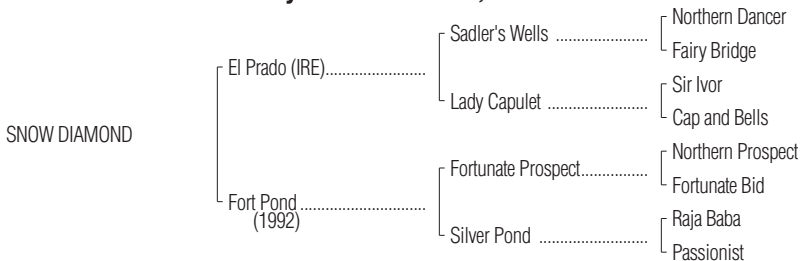 Northern Dancer
Sadler's Wells ......................
Fairy Bridge
El Prado (IRE)........................
Sir Ivor
Lady Capulet ........................
Cap and Bells
SNOW DIAMOND
Northern Prospect
Fortunate Prospect................
Fortunate Bid
Fort Pond ..............................
(1992)
Raja Baba
Silver Pond ..........................
Passionist